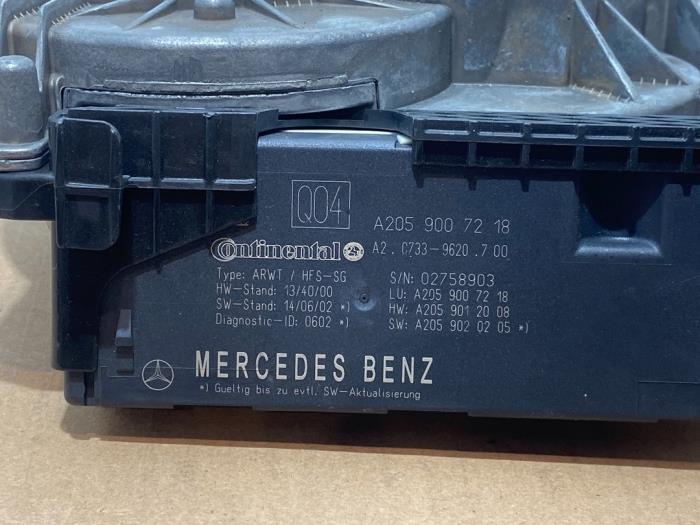 Q04
A205 900 72 18
Continental
A2. C733-9620.7 00
Type: ARWT / HFS-SG
S/N: 02758903
HW-Stand: 13/40/00
LU: A205 900 72 18
SW-Stand: 14/06/02 *)
HW: A205 901 20 08
Diagnostic-ID: 0602 *)
SW: A205 902 02 05 *)
MERCEDES BENZ
*) Gueltig bis zu evtl. SW-Aktualisierung